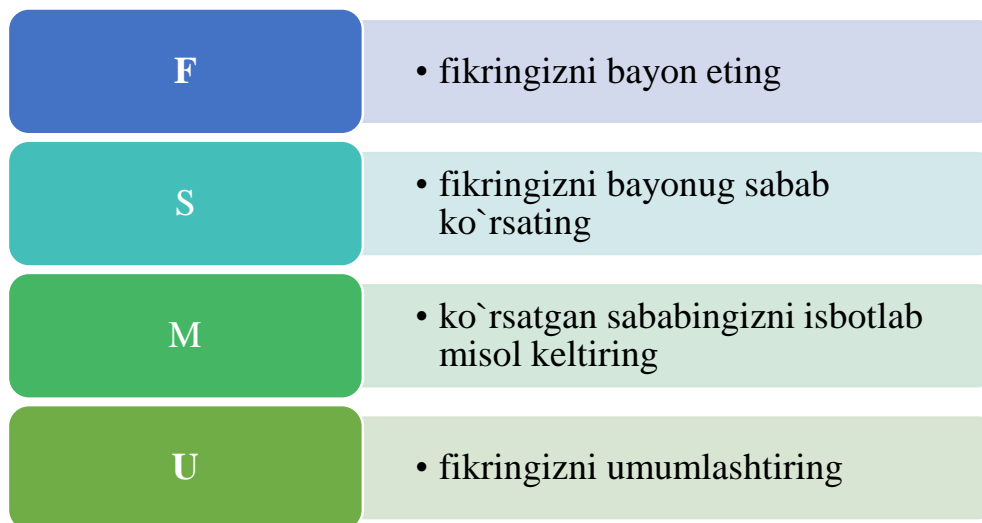 F
• fikringizni bayon eting
S
• fikringizni bayonug sabab
ko`rsating
M
• ko`rsatgan sababingizni isbotlab
misol keltiring
U
• fikringizni umumlashtiring